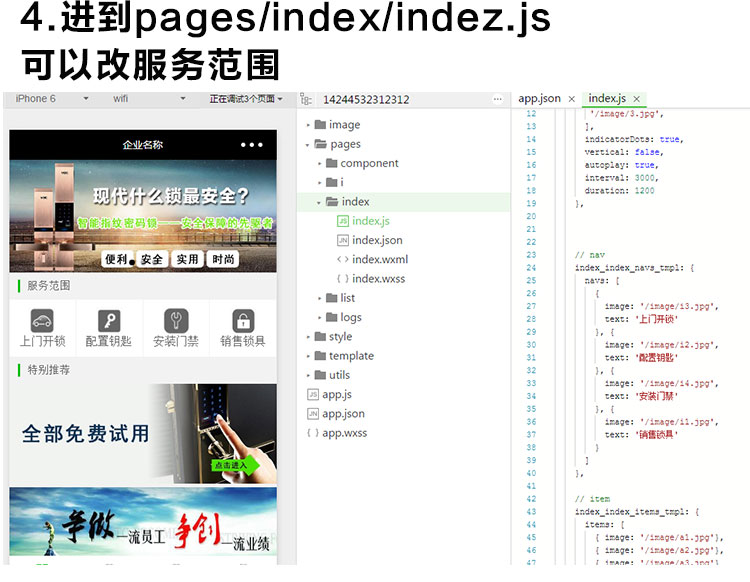 4.进到pages/index/indez.js
可以改服务范围
iPhone 6
wifi
正在调试3个页面
14244532312312
app.json
index.js
企业名称
现代什么锁最安全？
智能指纹密码锁——安全保障的先驱者
便利 安全 实用 时尚
服务范围
上门开锁 配置钥匙 安装门禁 销售锁具
特别推荐
全部免费试用
点击进入
争做一流员工 争创一流业绩
image
pages
component
i
index
index.js
index.json
index.wxml
index.wxss
list
logs
style
template
utils
app.js
app.json
app.wxss
12 '/image/3.jpg',
13 ],
14 indicatorDots: true,
15 vertical: false,
16 autoplay: true,
17 interval: 3000,
18 duration: 1200
19 },
20
21
22
23 // nav
24 index_index_navs_tmpl: {
25 navs: [
26 {
27 image: '/image/i3.jpg',
28 text: '上门开锁'
29 }, {
30 image: '/image/i2.jpg',
31 text: '配置钥匙'
32 }, {
33 image: '/image/i4.jpg',
34 text: '安装门禁'
35 }, {
36 image: '/image/i1.jpg',
37 text: '销售锁具'
38 }
39 ]
40 },
41
42 // item
43 index_index_items_tmpl: {
44 items: [
45 { image: '/image/a1.jpg'},
46 { image: '/image/a2.jpg'},
47 { image: '/image/a3.jpg'},